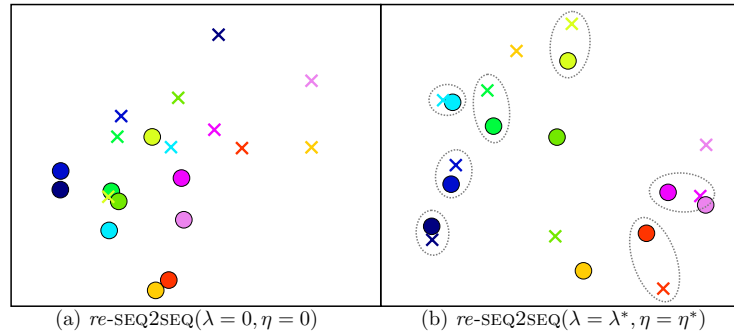 (a) re-SEQ2SEQ(λ = 0, η = 0)
(b) re-SEQ2SEQ(λ = λ*, η = η*)